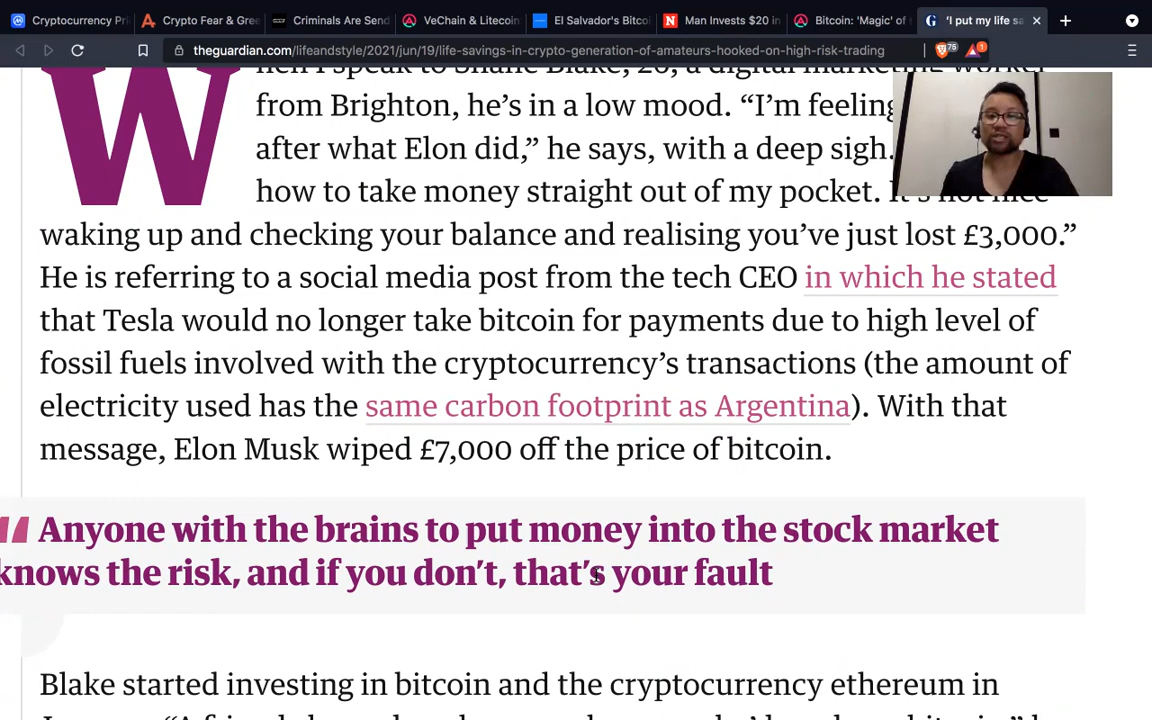 Cryptocurrency Pri
Crypto Fear & Gre
Criminals Are Send
VeChain & Litecoin
El Salvador's Bitco
Man Invests $20 in
Bitcoin: 'Magic' of
'I put my life sa
theguardian.com/lifeandstyle/2021/jun/19/life-savings-in-crypto-generation-of-amateurs-hooked-on-high-risk-trading
75
1
When I speak to Shane Blake, a digital marketing worker
from Brighton, he's in a low mood. "I'm feeling
after what Elon did," he says, with a deep sigh.
how to take money straight out of my pocket. It's not nice
waking up and checking your balance and realising you've just lost £3,000."
He is referring to a social media post from the tech CEO in which he stated
that Tesla would no longer take bitcoin for payments due to high level of
fossil fuels involved with the cryptocurrency's transactions (the amount of
electricity used has the same carbon footprint as Argentina). With that
message, Elon Musk wiped £7,000 off the price of bitcoin.
"Anyone with the brains to put money into the stock market
knows the risk, and if you don't, that's your fault
Blake started investing in bitcoin and the cryptocurrency ethereum in